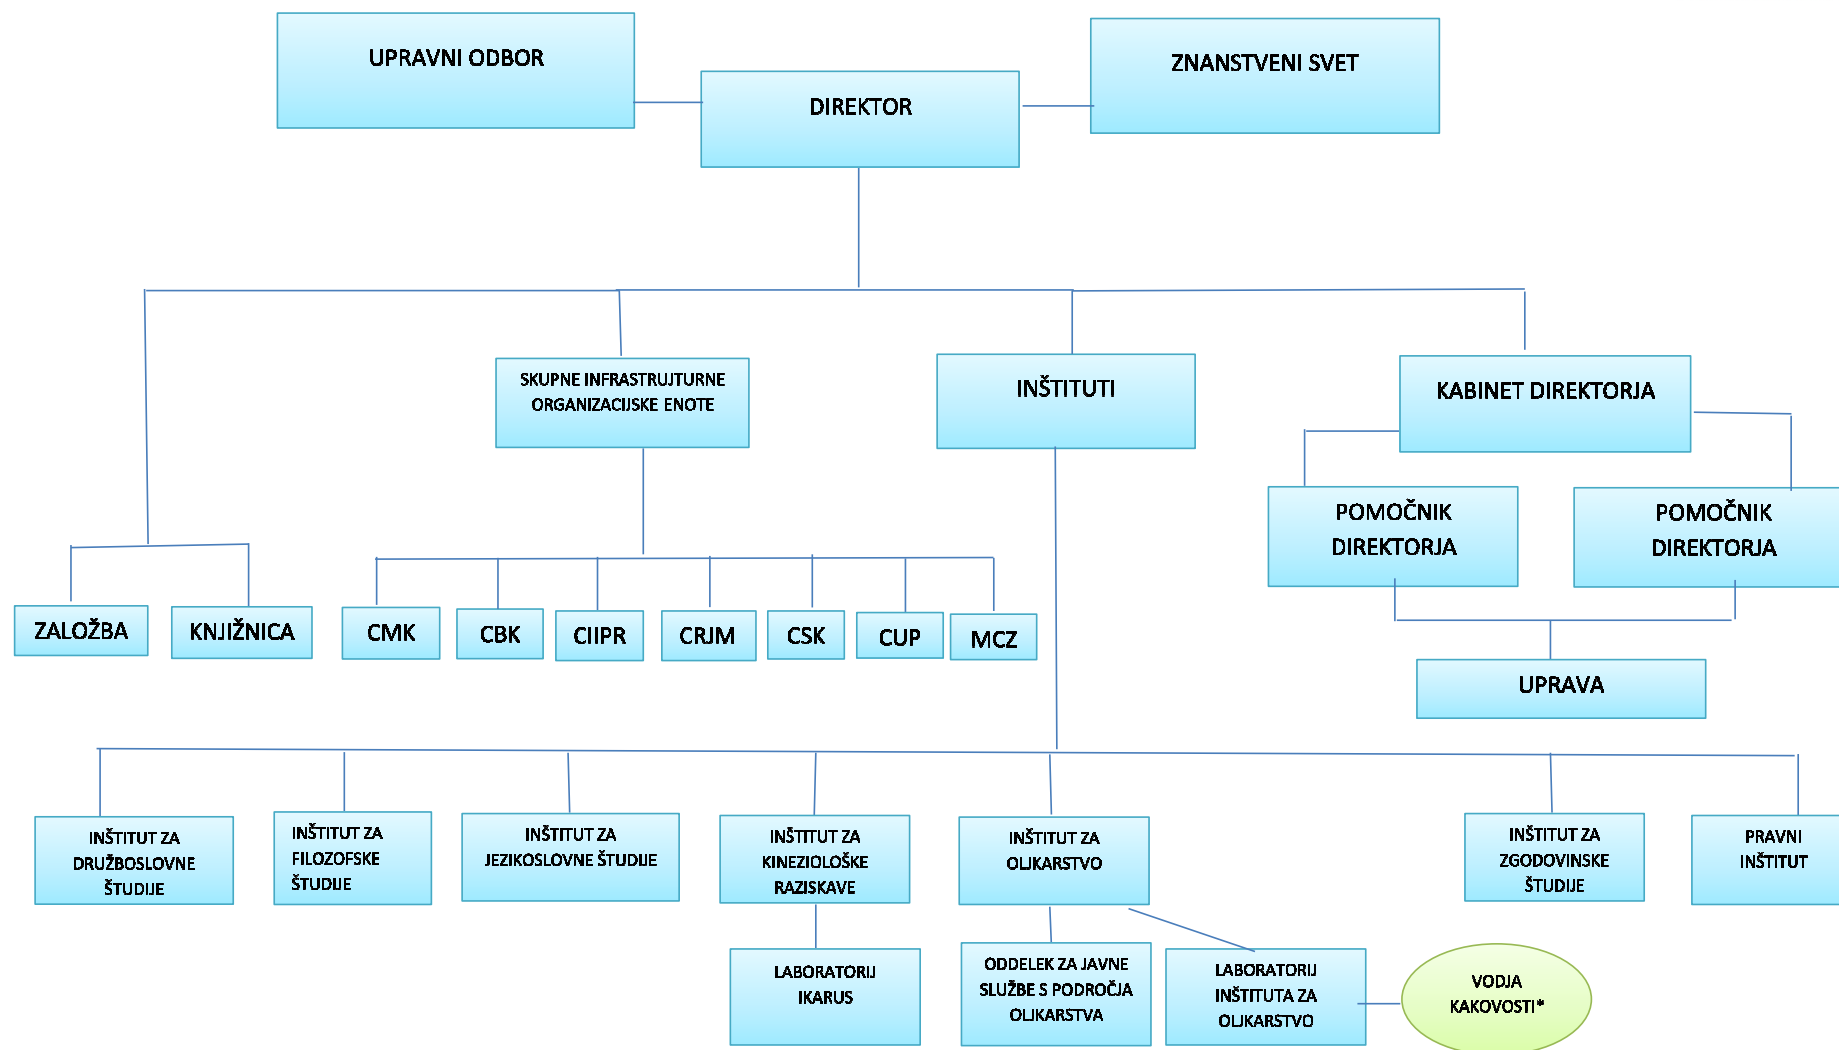 UPRAVNI ODBOR
ZNANSTVENI SVET
DIREKTOR
SKUPNE INFRASTRUJTURNE
ORGANIZACIJSKE ENOTE
INŠTITUTI
KABINET DIREKTORJA
POMOČNIK
DIREKTORJA
POMOČNIK
DIREKTORJA
ZALOŽBA
KNJIŽNICA
CMK
CBK
CIIPR
CRJM
CSK
CUP
MCZ
UPRAVA
INŠTITUT ZA
DRUŽBOSLOVNE
ŠTUDIJE
INŠTITUT ZA
FILOZOFSKE
ŠTUDIJE
INŠTITUT ZA
JEZIKOSLOVNE ŠTUDIJE
INŠTITUT ZA
KINEZIOLOŠKE
RAZISKAVE
INŠTITUT ZA
OLJKARSTVO
INŠTITUT ZA
ZGODOVINSKE
ŠTUDIJE
PRAVNI
INŠTITUT
LABORATORIJ
IKARUS
ODDELEK ZA JAVNE
SLUŽBE S PODROČJA
OLJKARSTVA
LABORATORIJ
INŠTITUTA ZA
OLJKARSTVO
VODJA
KAKOVOSTI*